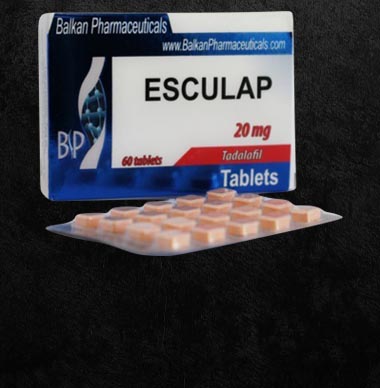 Balkan Pharmaceuticals
www.BalkanPharmaceuticals.com
ESCULAP
20 mg
BP
60 tablets
Tadalafil
Tablets